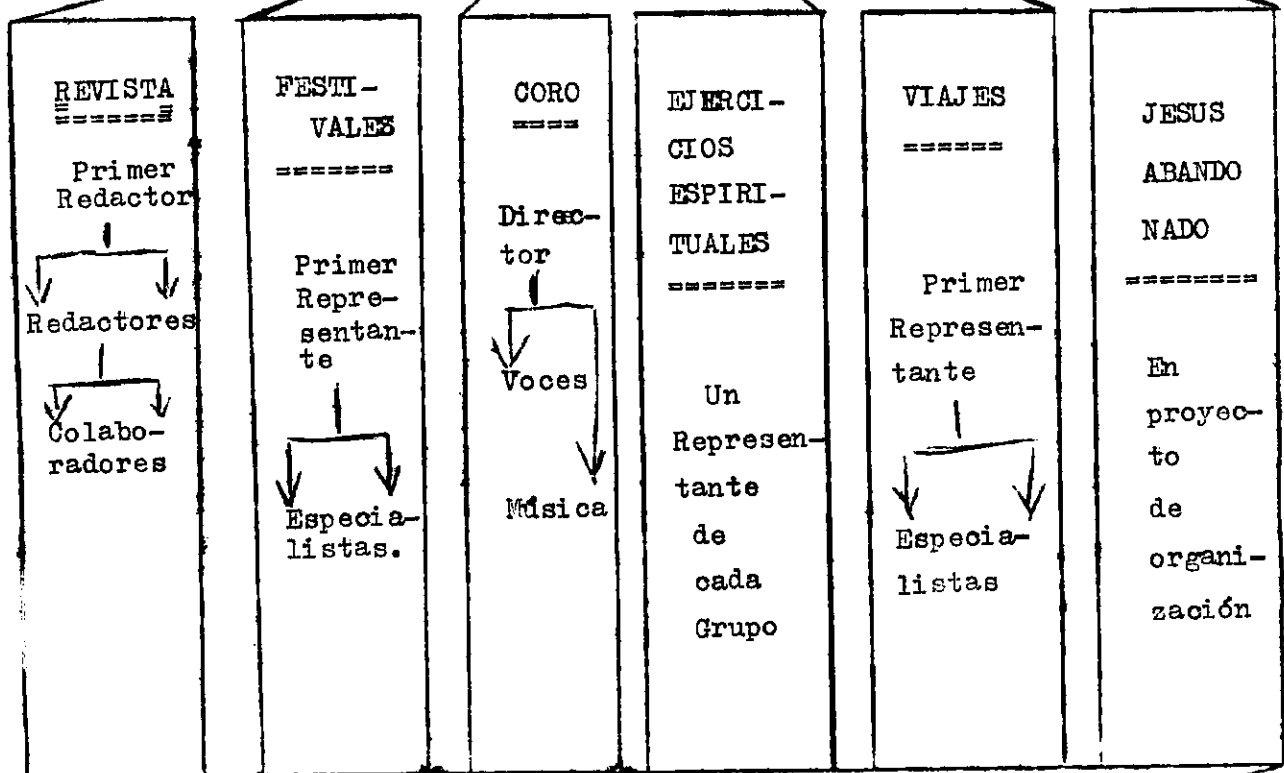 REVISTA
=======
Primer
Redactor
Redactores
Colabo-
radores
FESTI-
VALES
=======
Primer
Repre-
sentan-
te
Especia-
listas.
CORO
====
Direc-
tor
Voces
Música
EJERCI-
CIOS
ESPIRI-
TUALES
=======
Un
Represen-
tante
de
cada
Grupo
VIAJES
======
Primer
Represen-
tante
Especia-
listas
JESUS
ABANDO
NADO
========
En
proyec-
to
de
organi-
zación